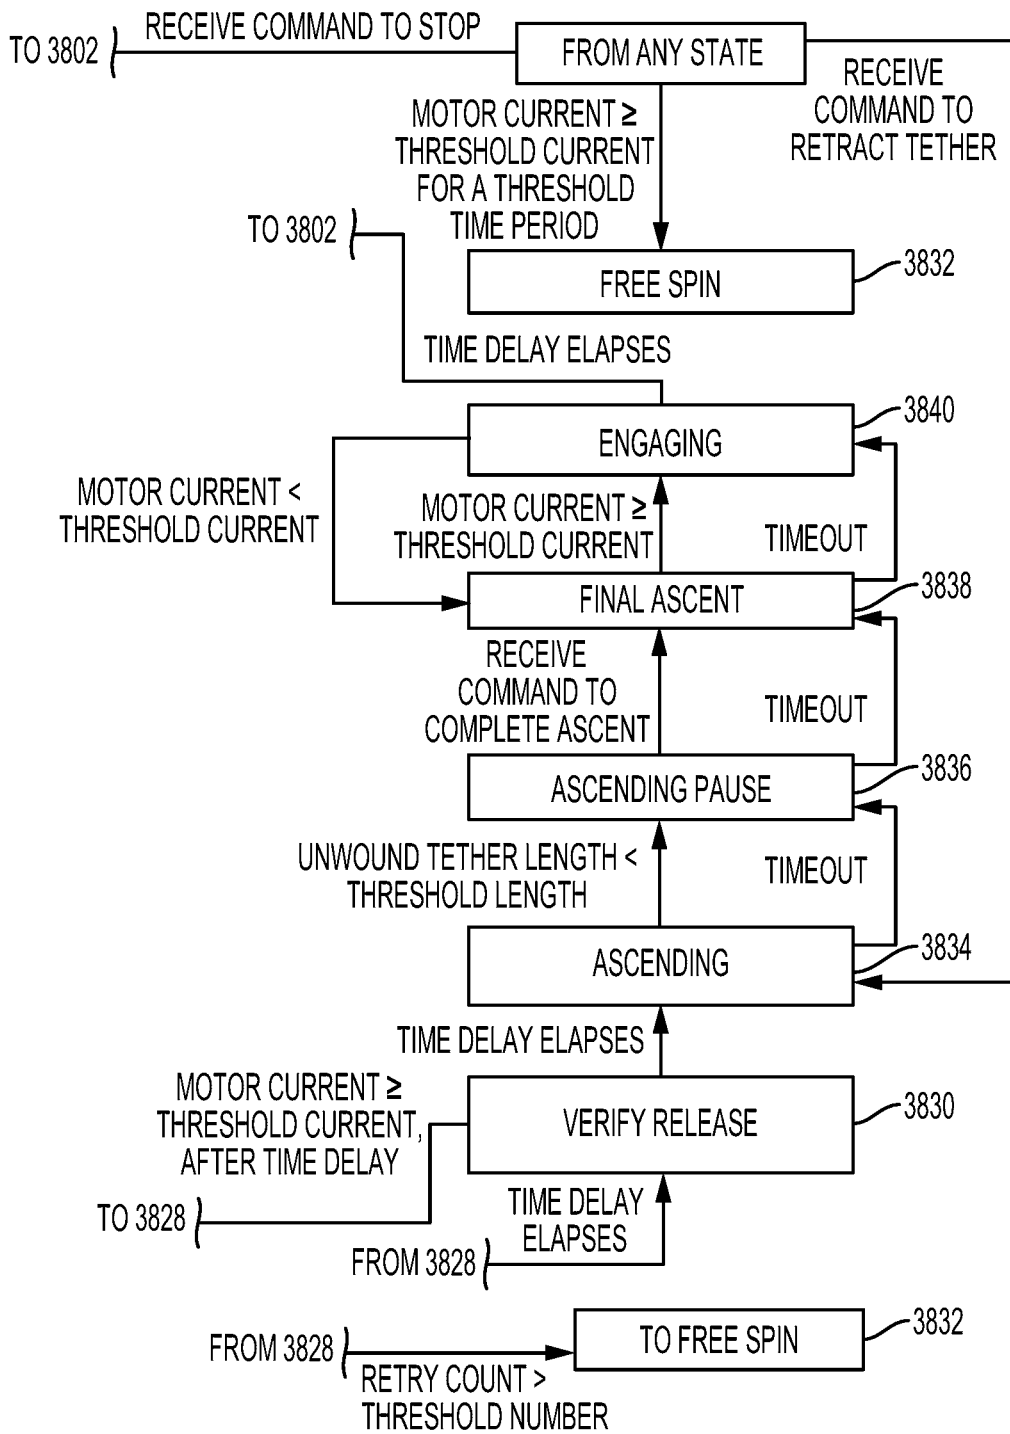 RECEIVE COMMAND TO STOP
TO 3802
FROM ANY STATE
RECEIVE
COMMAND TO
RETRACT TETHER
MOTOR CURRENT ≥
THRESHOLD CURRENT
FOR A THRESHOLD
TIME PERIOD
TO 3802
FREE SPIN
3832
TIME DELAY ELAPSES
ENGAGING
3840
MOTOR CURRENT <
THRESHOLD CURRENT
MOTOR CURRENT ≥
THRESHOLD CURRENT
TIMEOUT
FINAL ASCENT
3838
RECEIVE
COMMAND TO
COMPLETE ASCENT
TIMEOUT
ASCENDING PAUSE
3836
UNWOUND TETHER LENGTH <
THRESHOLD LENGTH
TIMEOUT
ASCENDING
3834
TIME DELAY ELAPSES
MOTOR CURRENT ≥
THRESHOLD CURRENT,
AFTER TIME DELAY
VERIFY RELEASE
3830
TO 3828
TIME DELAY
ELAPSES
FROM 3828
TO FREE SPIN
3832
FROM 3828
RETRY COUNT >
THRESHOLD NUMBER